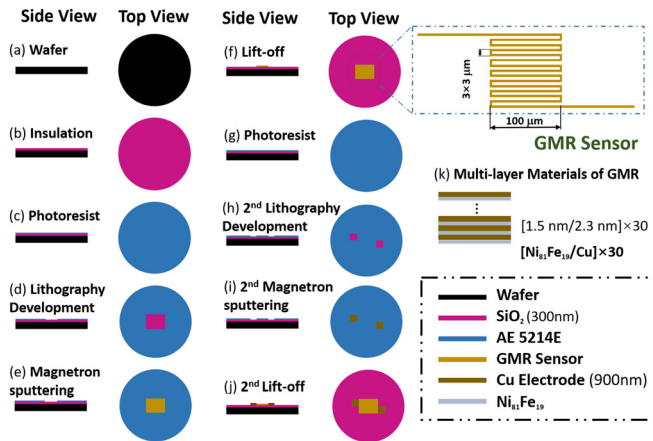 Side View
Top View
Side View
Top View
(a) Wafer
(b) Insulation
(c) Photoresist
(d) Lithography
Development
(e) Magnetron
sputtering
(f) Lift-off
(g) Photoresist
(h) 2nd Lithography
Development
(i) 2nd Magnetron
sputtering
(j) 2nd Lift-off
3×3 μm
100 μm
GMR Sensor
(k) Multi-layer Materials of GMR
[1.5 nm/2.3 nm]×30
[Ni81Fe19/Cu]×30
Wafer
SiO2 (300nm)
AE 5214E
GMR Sensor
Cu Electrode (900nm)
Ni81Fe19